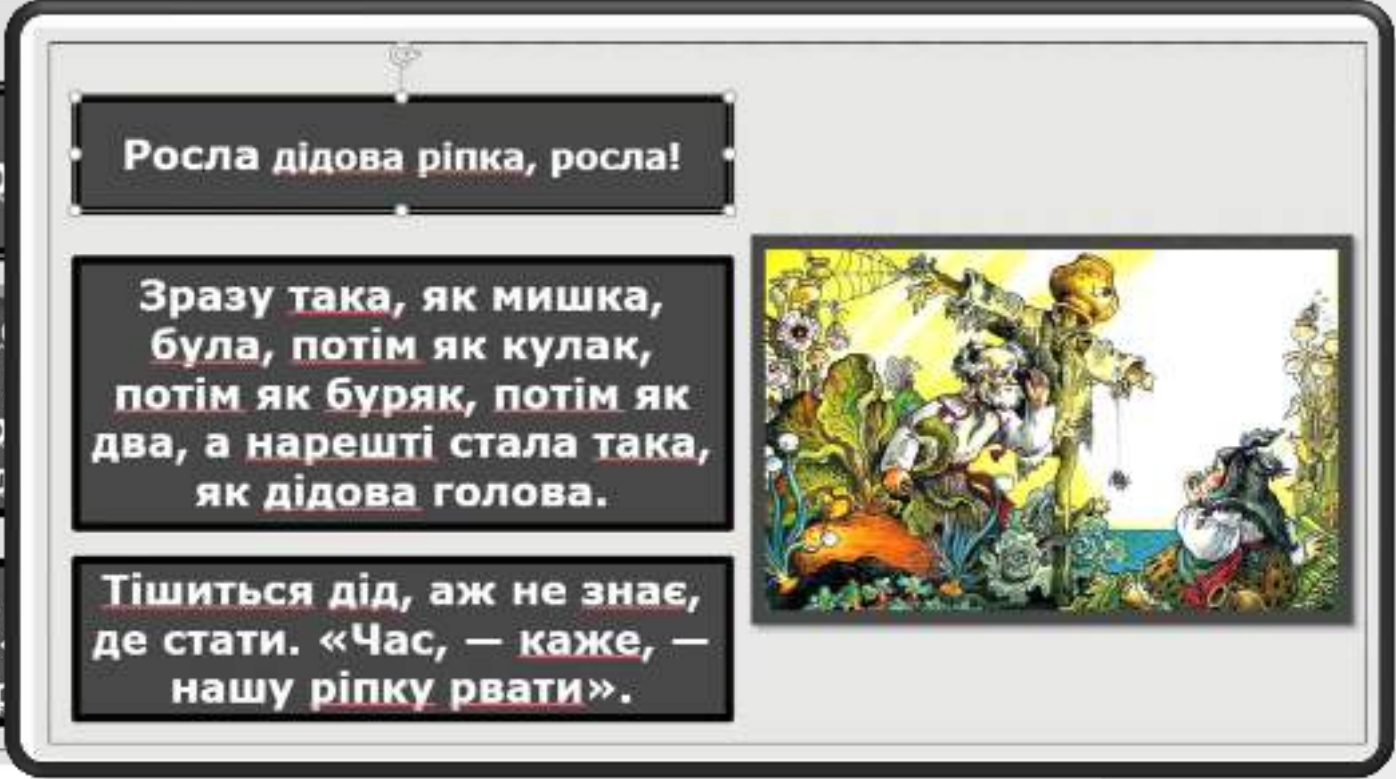 Росла дідова ріпка, росла!
Зразу така, як мишка,
була, потім як кулак,
потім як буряк, потім як
два, а нарешті стала така,
як дідова голова.
Тішиться дід, аж не знає,
де стати. «Час, — каже, —
нашу ріпку рвати».